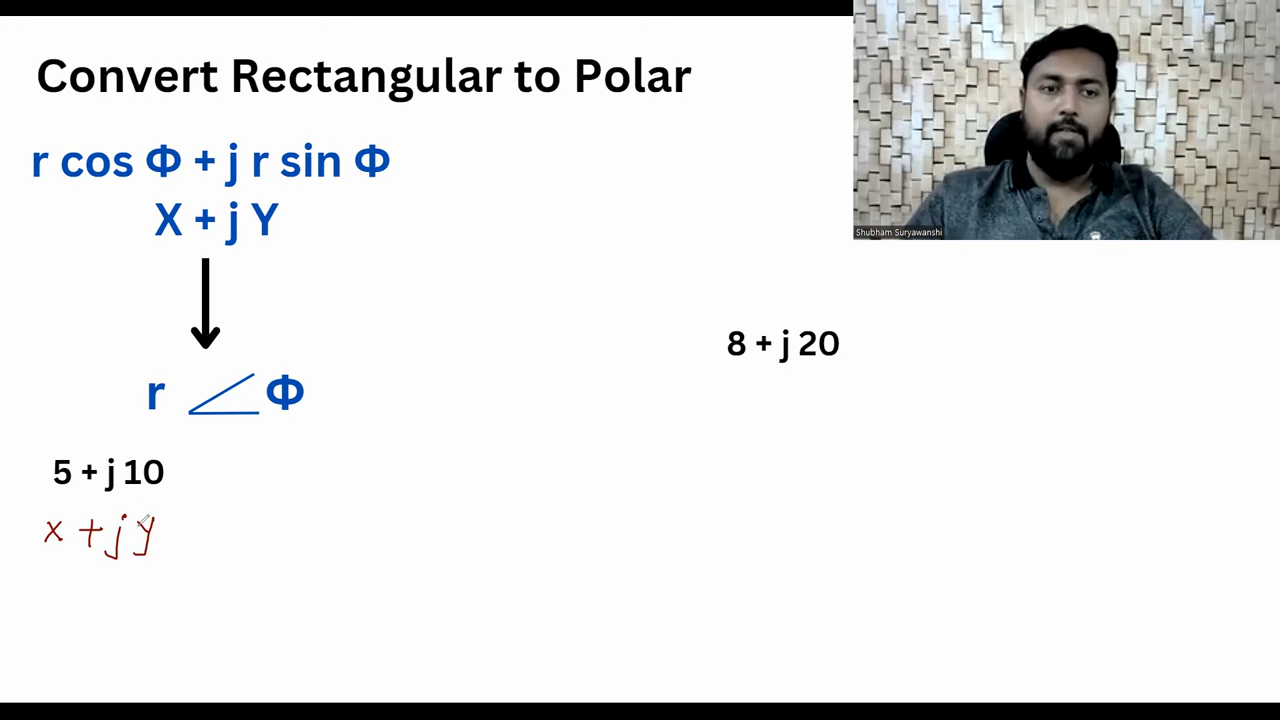 Convert Rectangular to Polar
r cos Φ + j r sin Φ
X + j Y
r Φ
5 + j 10
x + j y
8 + j 20
Shubham Suryawanshi